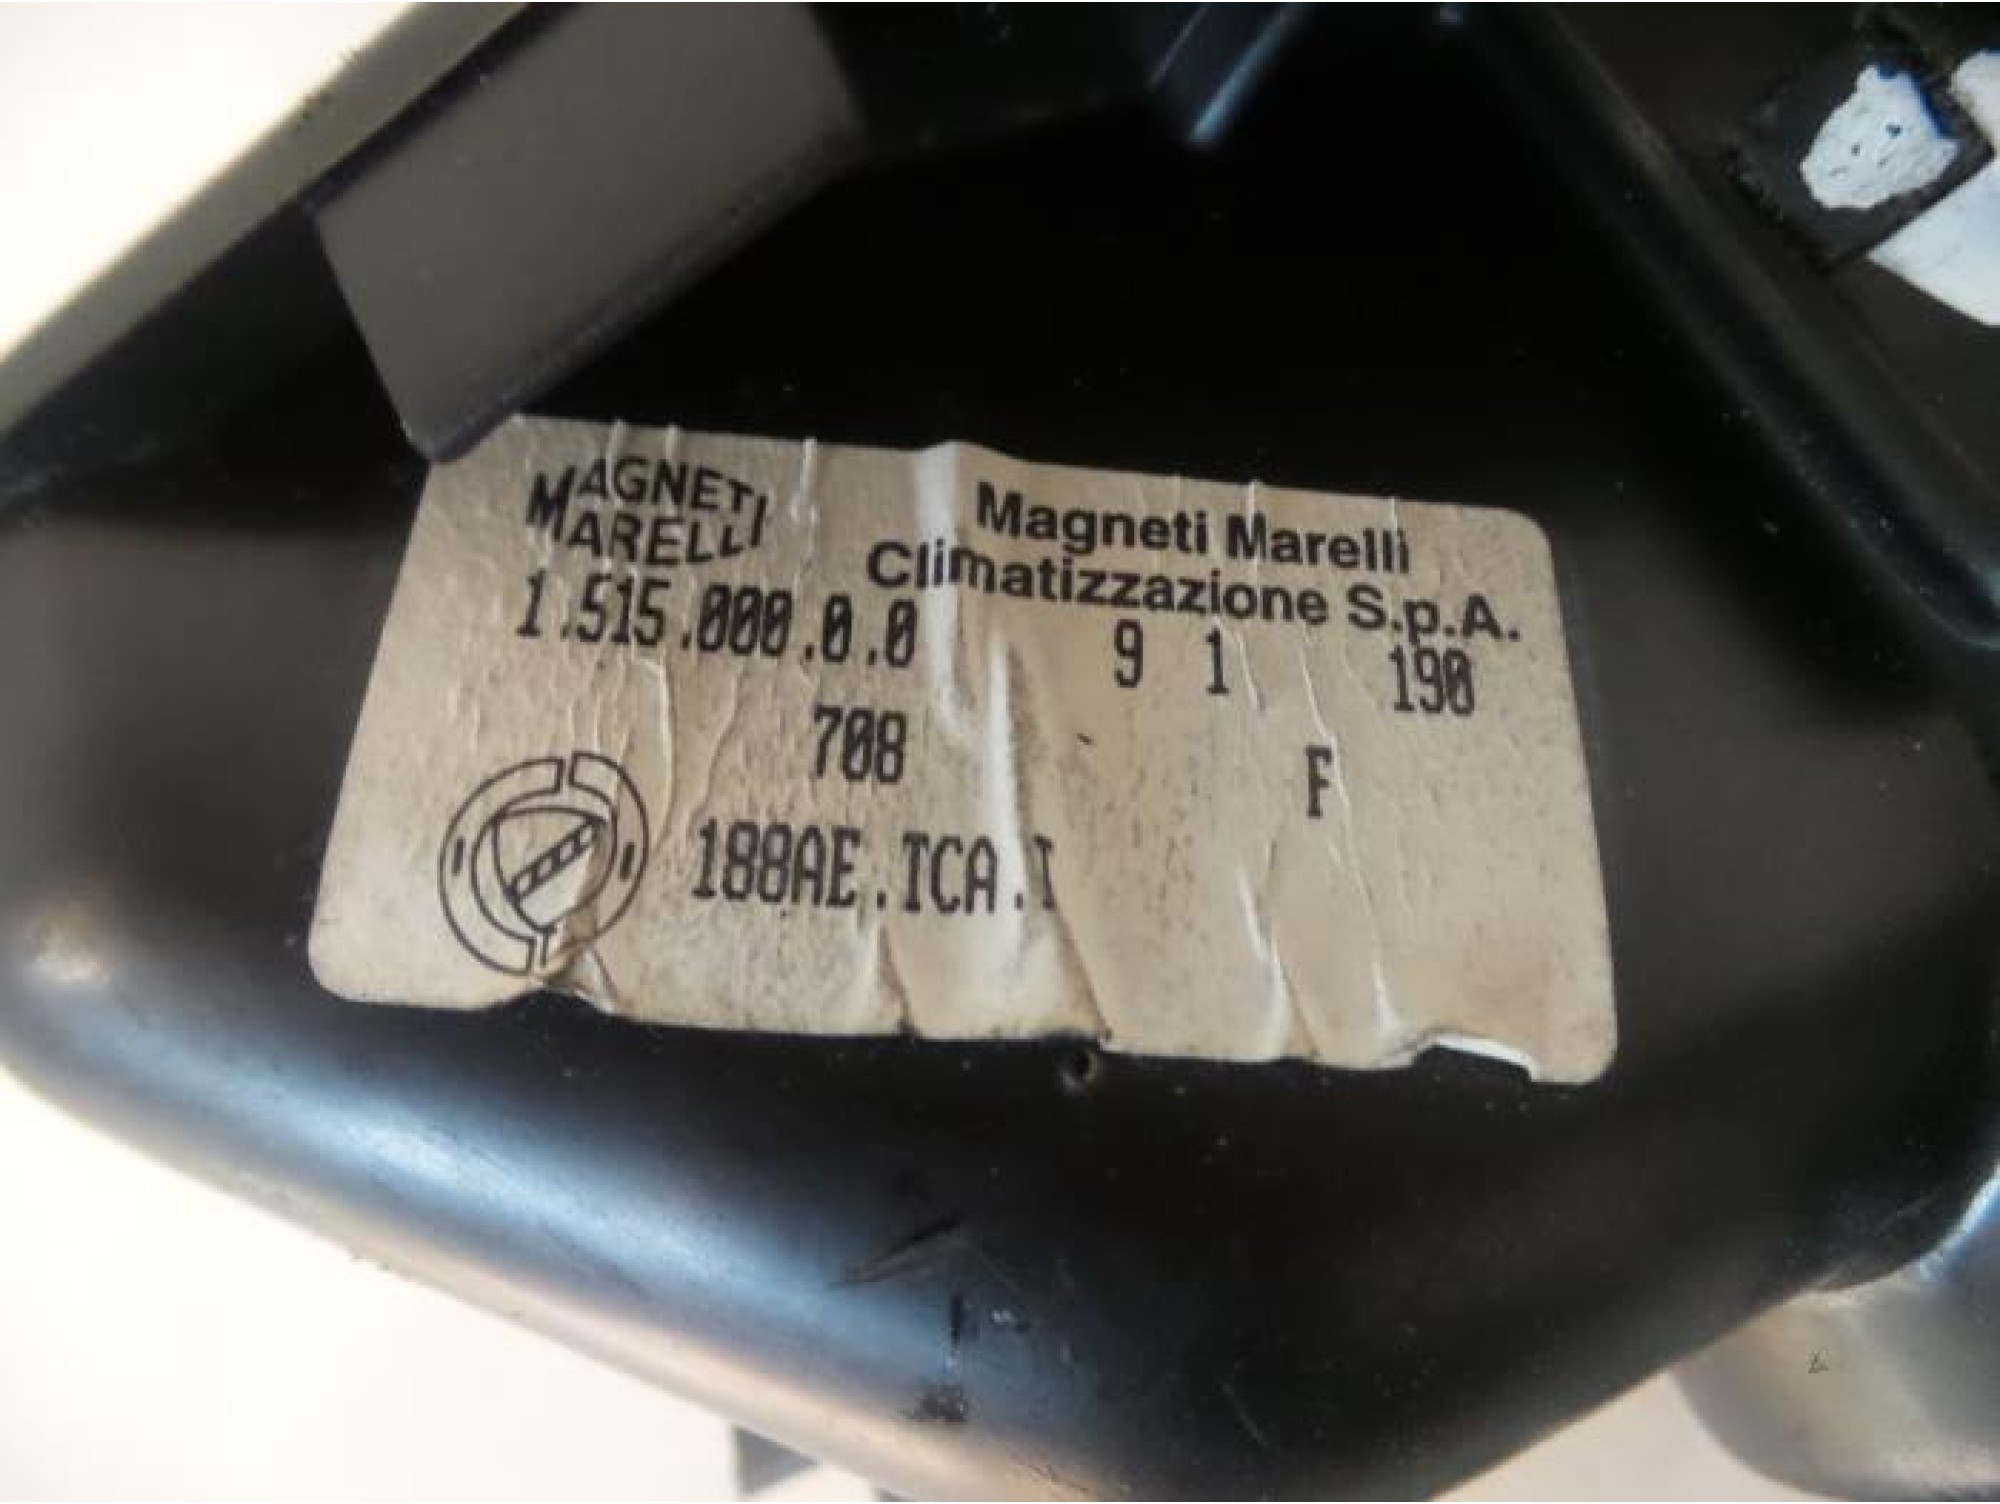 MAGNETI
MARELLI
Magneti Marelli
Climatizzazione S.p.A.
1.515.000.0.0 9 1 190
708 F
188AE.TCA.T